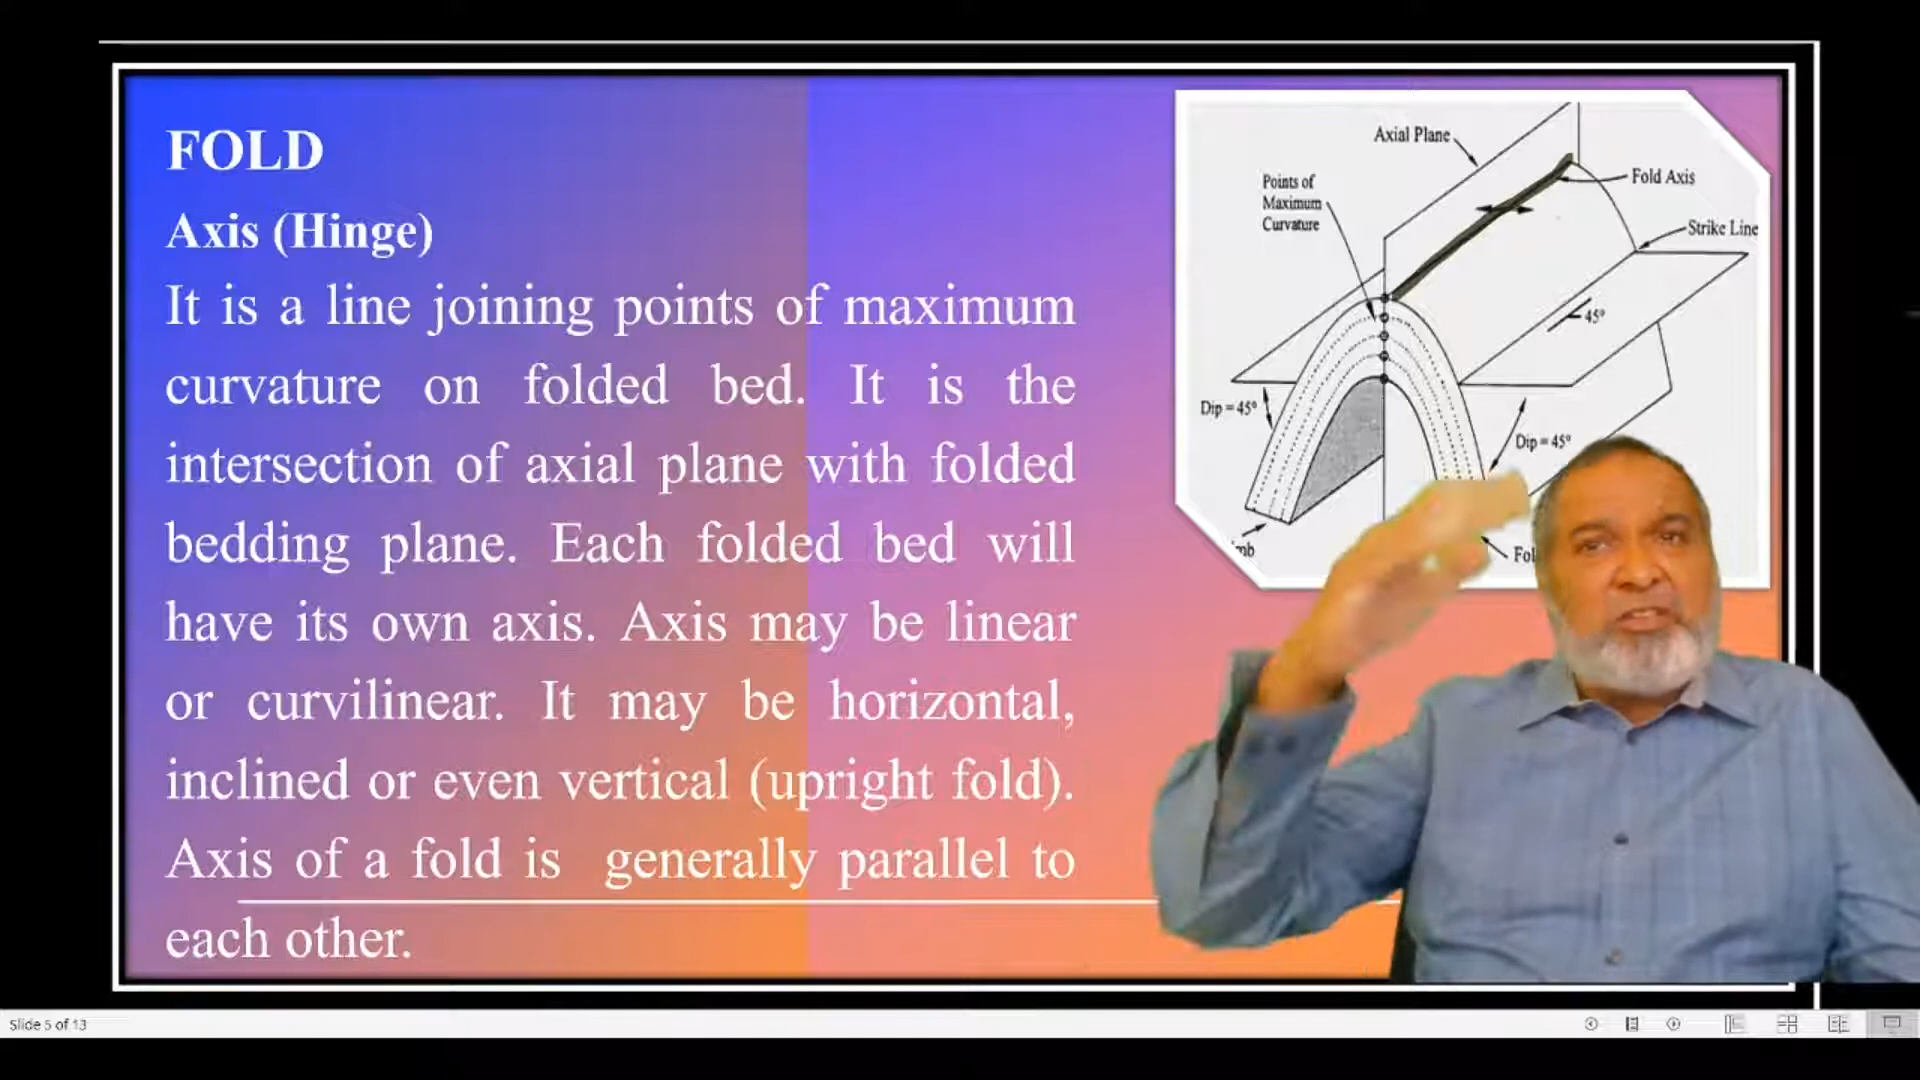 FOLD
Axis (Hinge)
It is a line joining points of maximum
curvature on folded bed. It is the
intersection of axial plane with folded
bedding plane. Each folded bed will
have its own axis. Axis may be linear
or curvilinear. It may be horizontal,
inclined or even vertical (upright fold).
Axis of a fold is generally parallel to
each other.
Axial Plane
Points of
Maximum
Curvature
Fold Axis
Strike Line
45°
Dip = 45°
Dip = 45°
Slide 5 of 13